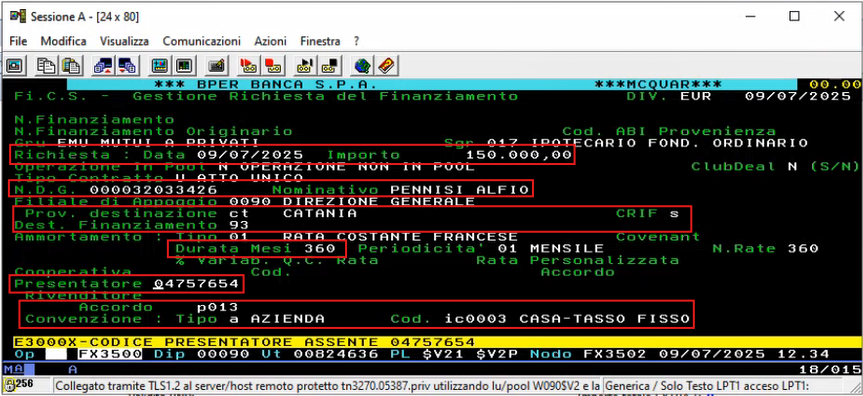 Sessione A - [24 x 80]
File Modifica Visualizza Comunicazioni Azioni Finestra ?
*** BPER BANCA S.P.A. ***MCQUAR*** 00.00
Fi.C.S. - Gestione Richiesta del Finanziamento DIV. EUR 09/07/2025
N.Finanziamento
N.Finanziamento Originario Cod. ABI Provenienza
Gru EMU MUTUI A PRIVATI Sgr 017 IPOTECARIO FOND. ORDINARIO
Richiesta : Data 09/07/2025 Importo 150.000,00
Operazione In Pool N OPERAZIONE NON IN POOL ClubDeal N (S/N)
Tipo Contratto U ATTO UNICO
N.D.G. 000032033426 Nominativo PENNISI ALFIO
Filiale di Appoggio 0090 DIREZIONE GENERALE
Prov. destinazione ct CATANIA CRIF s
Dest. Finanziamento 93
Ammortamento : Tipo 01 RATA COSTANTE FRANCESE Covenant
Durata Mesi 360 Periodicita' 01 MENSILE N.Rate 360
% Variab. Q.C. Rata Rata Personalizzata
Cooperativa Cod. Accordo
Presentatore 04757654
Rivenditore
Accordo p013
Convenzione : Tipo a AZIENDA Cod. ic0003 CASA-TASSO FISSO
E3000X-CODICE PRESENTATORE ASSENTE 04757654
Op FX3500 Dip 00090 Ut 00824636 PL $V21 $V2P Nodo FX3502 09/07/2025 12.34
MA A 18/015
256 Collegato tramite TLS1.2 al server/host remoto protetto tn3270.05387.priv utilizzando lu/pool W090$V2 e la Generica / Solo Testo LPT1 acceso LPT1: